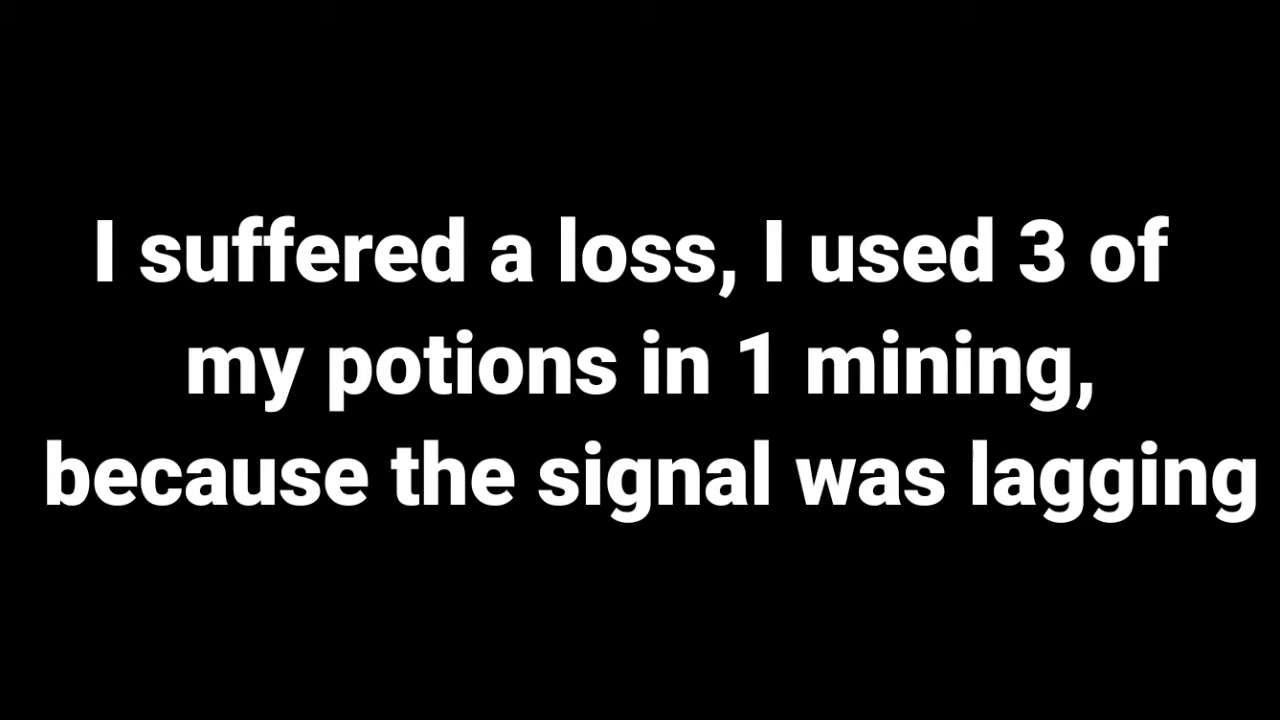 I suffered a loss, I used 3 of
my potions in 1 mining,
because the signal was lagging